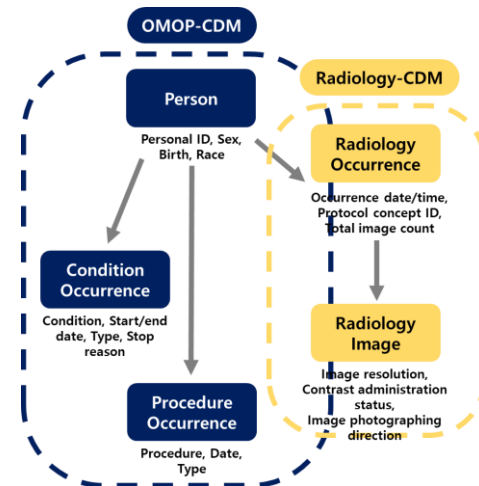 OMOP-CDM
Person
Personal ID, Sex,
Birth, Race
Condition
Occurrence
Condition, Start/end
date, Type, Stop
reason
Procedure
Occurrence
Procedure, Date,
Type
Radiology-CDM
Radiology
Occurrence
Occurrence date/time,
Protocol concept ID,
Total image count
Radiology
Image
Image resolution,
Contrast administration
status,
Image photographing
direction